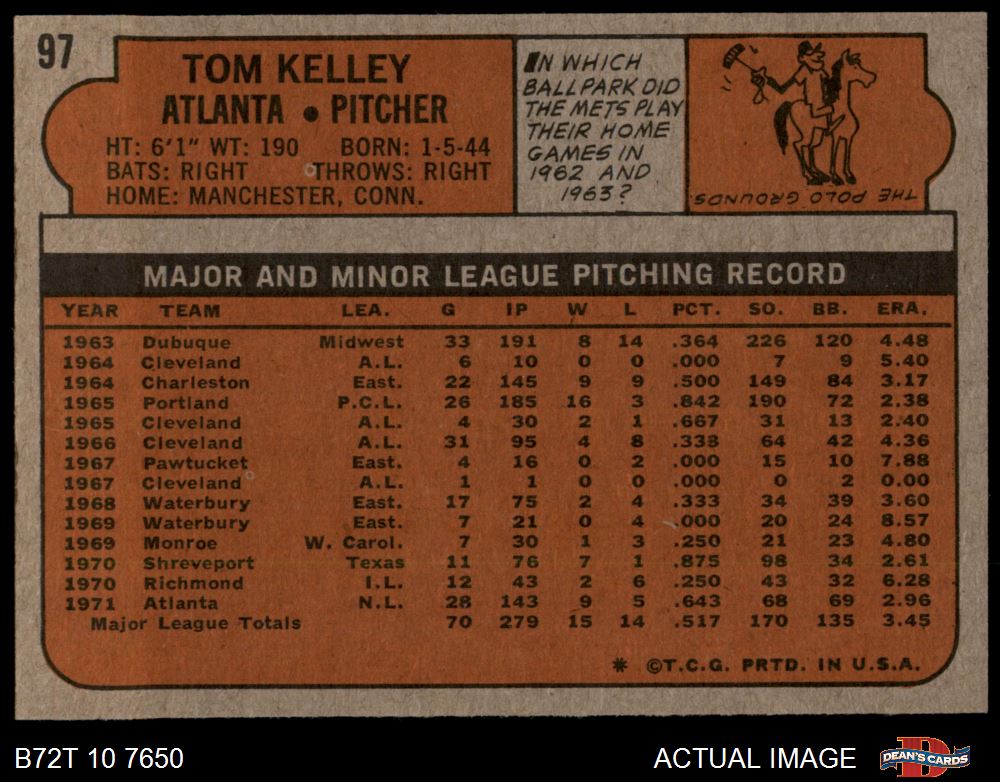 97
TOM KELLEY
ATLANTA • PITCHER
HT: 6'1" WT: 190 BORN: 1-5-44
BATS: RIGHT THROWS: RIGHT
HOME: MANCHESTER, CONN.
IN WHICH
BALLPARK DID
THE METS PLAY
THEIR HOME
GAMES IN
1962 AND
1963?
THE POLO GROUNDS
MAJOR AND MINOR LEAGUE PITCHING RECORD
YEAR TEAM LEA. G IP W L PCT. SO. BB. ERA.
1963 Dubuque Midwest 33 191 8 14 .364 226 120 4.48
1964 Cleveland A.L. 6 10 0 0 .000 7 9 5.40
1964 Charleston East. 22 145 9 9 .500 149 84 3.17
1965 Portland P.C.L. 26 185 16 3 .842 190 72 2.38
1965 Cleveland A.L. 4 30 2 1 .667 31 13 2.40
1966 Cleveland A.L. 31 95 4 8 .333 64 42 4.36
1967 Pawtucket East. 4 16 0 2 .000 15 10 7.88
1967 Cleveland A.L. 1 1 0 0 .000 0 2 0.00
1968 Waterbury East. 17 75 2 4 .333 34 39 3.60
1969 Waterbury East. 7 21 0 4 .000 20 24 8.57
1969 Monroe W. Carol. 7 30 1 3 .250 21 23 4.80
1970 Shreveport Texas 11 76 7 1 .875 98 34 2.61
1970 Richmond I.L. 12 43 2 6 .250 43 32 6.28
1971 Atlanta N.L. 28 143 9 5 .643 68 69 2.96
Major League Totals 70 279 15 14 .517 170 135 3.45
* ©T.C.G. PRTD. IN U.S.A.
B72T 10 7650
ACTUAL IMAGE
DEAN'S CARDS